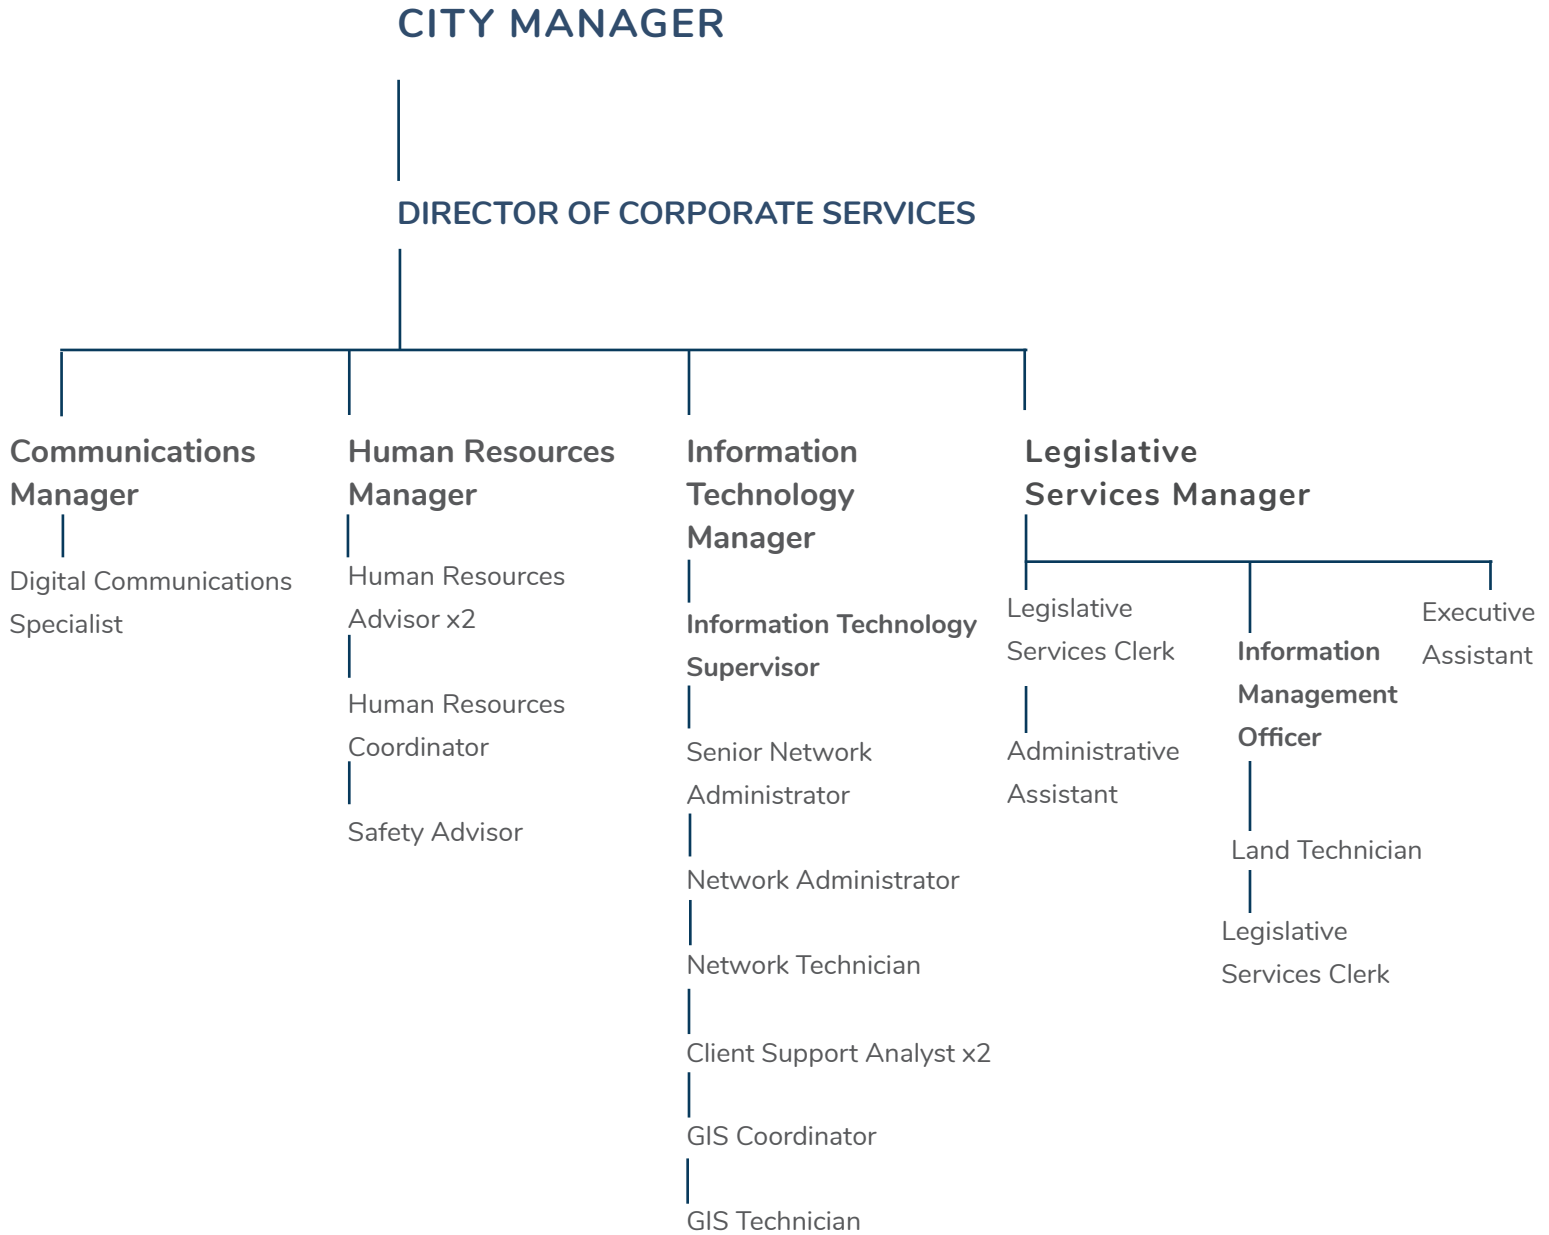 CITY MANAGER
DIRECTOR OF CORPORATE SERVICES
Communications
Manager
Digital Communications
Specialist
Human Resources
Manager
Human Resources
Advisor x2
Human Resources
Coordinator
Safety Advisor
Information
Technology
Manager
Information Technology
Supervisor
Senior Network
Administrator
Network Administrator
Network Technician
Client Support Analyst x2
GIS Coordinator
GIS Technician
Legislative
Services Manager
Legislative
Services Clerk
Administrative
Assistant
Information
Management
Officer
Land Technician
Legislative
Services Clerk
Executive
Assistant